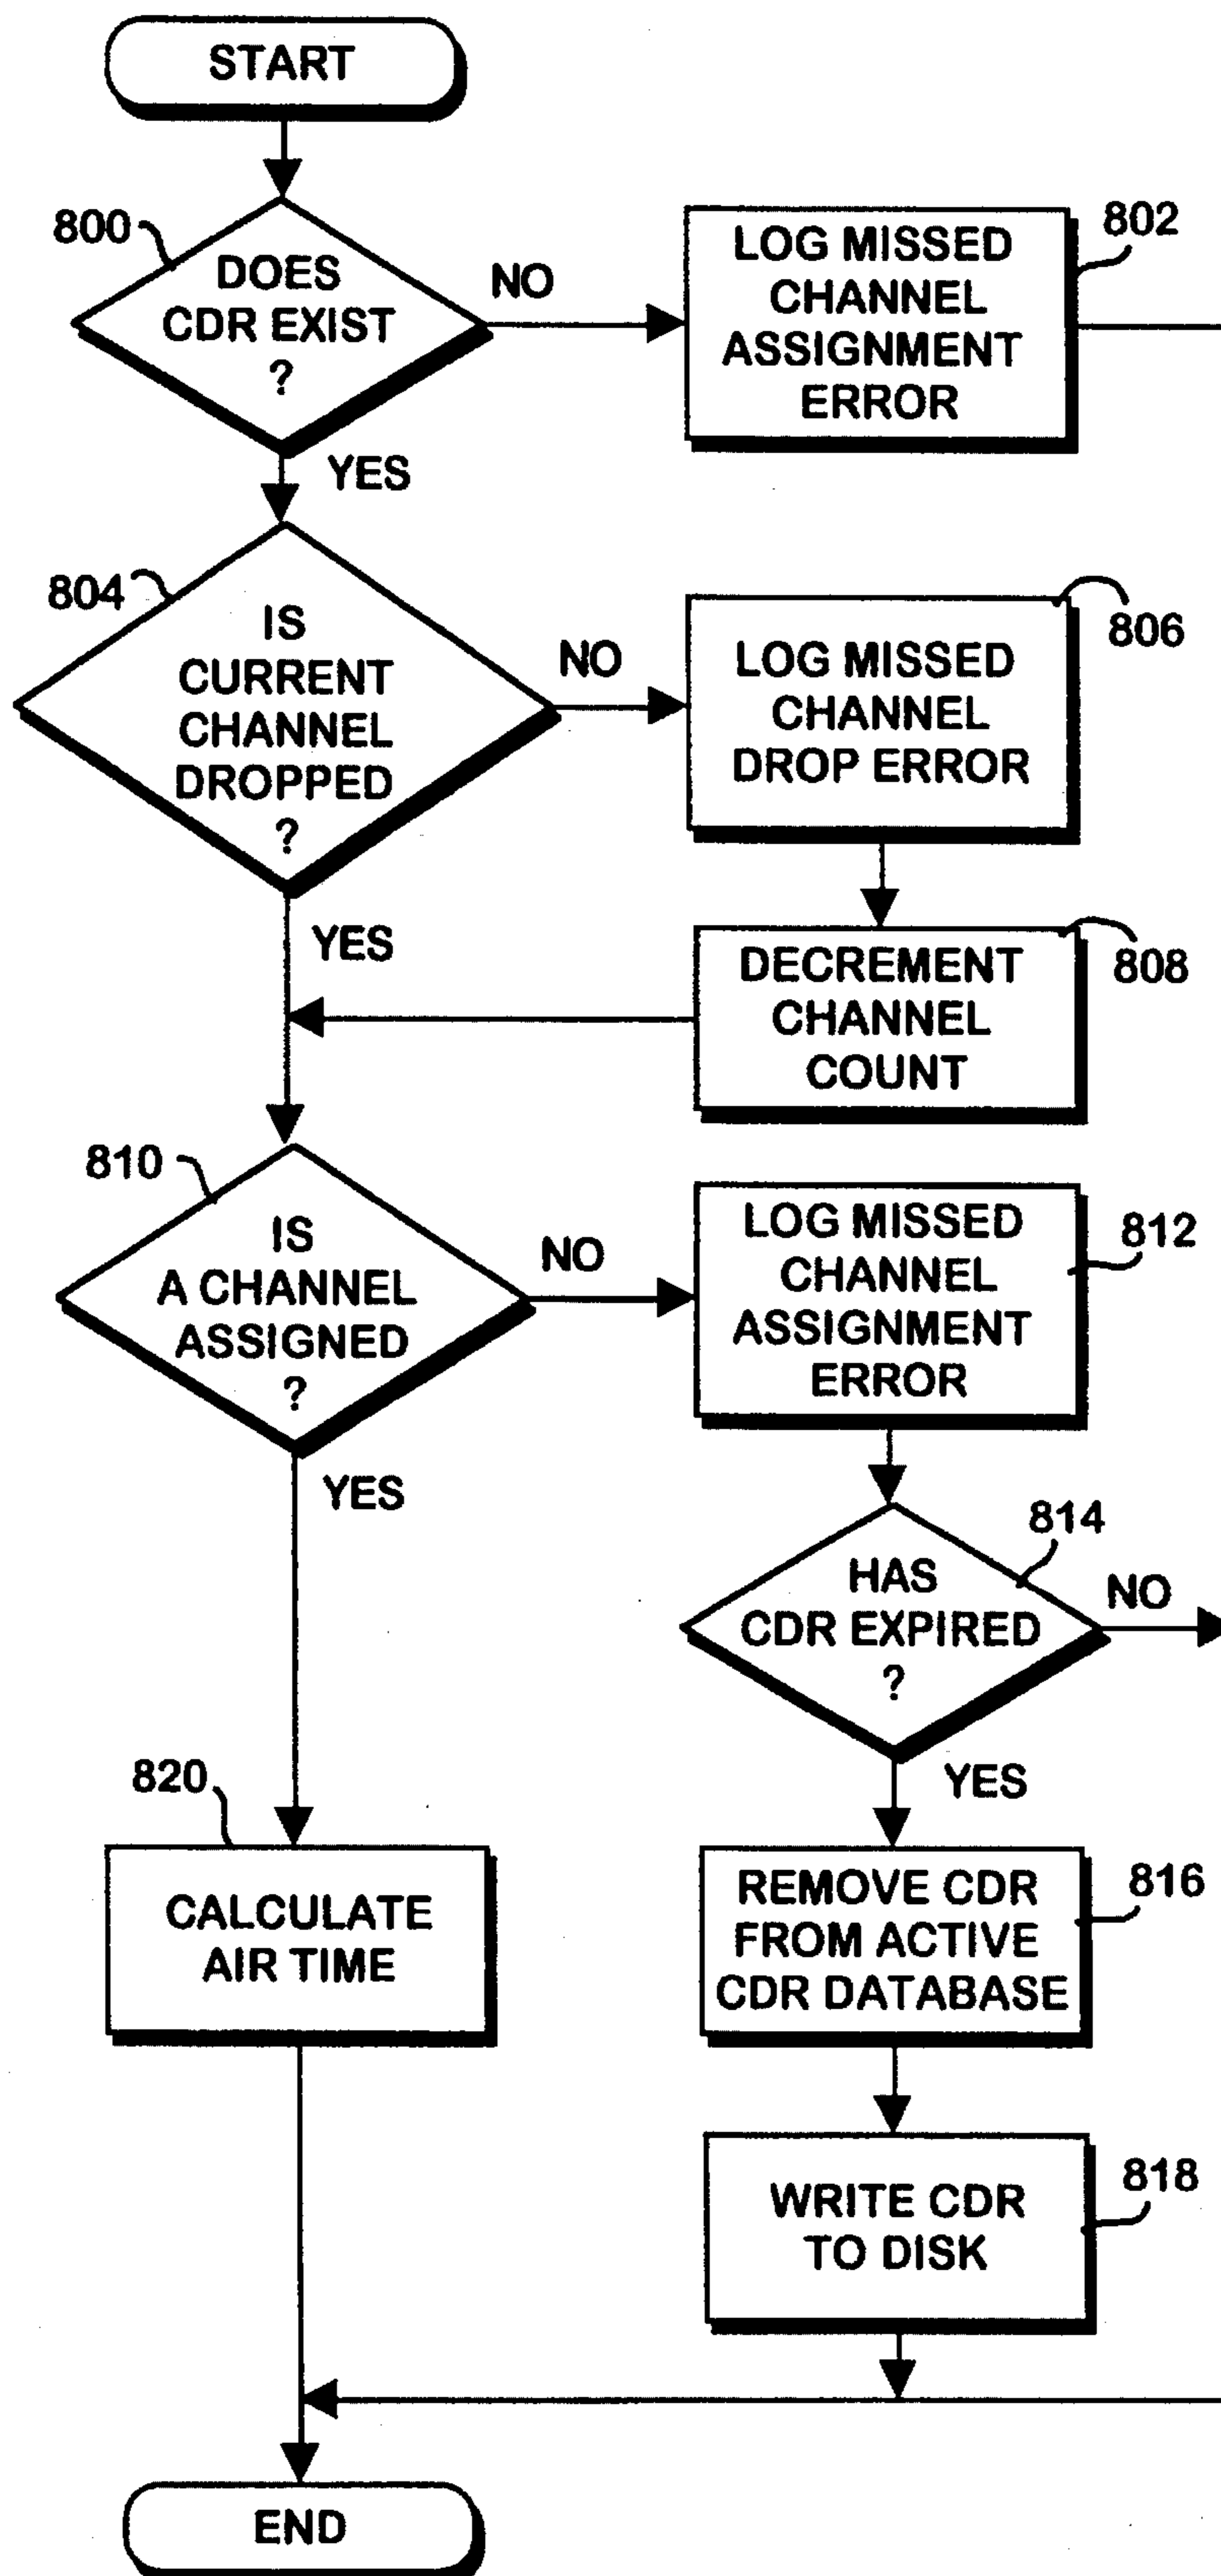 START
800
DOES
CDR EXIST
?
NO
LOG MISSED
CHANNEL
ASSIGNMENT
ERROR
802
YES
804
IS
CURRENT
CHANNEL
DROPPED
?
NO
LOG MISSED
CHANNEL
DROP ERROR
806
YES
DECREMENT
CHANNEL
COUNT
808
810
IS
A CHANNEL
ASSIGNED
?
NO
LOG MISSED
CHANNEL
ASSIGNMENT
ERROR
812
YES
HAS
CDR EXPIRED
?
814
NO
YES
820
CALCULATE
AIR TIME
REMOVE CDR
FROM ACTIVE
CDR DATABASE
816
WRITE CDR
TO DISK
818
END